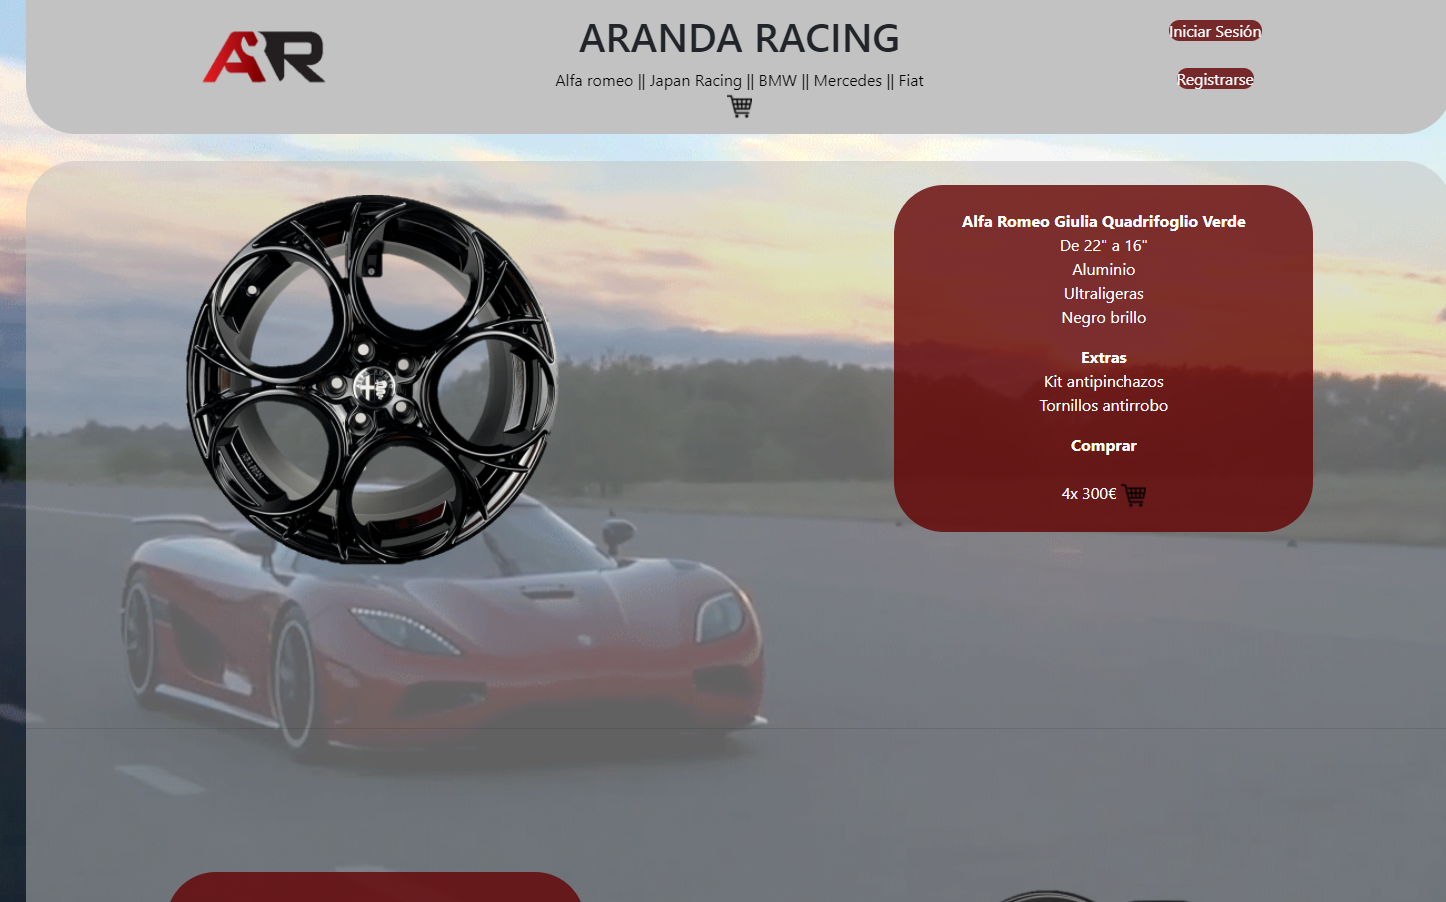 AR
ARANDA RACING
Alfa romeo || Japan Racing || BMW || Mercedes || Fiat
Iniciar Sesión
Registrarse
Alfa Romeo Giulia Quadrifoglio Verde
De 22" a 16"
Aluminio
Ultraligeras
Negro brillo
Extras
Kit antipinchazos
Tornillos antirrobo
Comprar
4x 300€